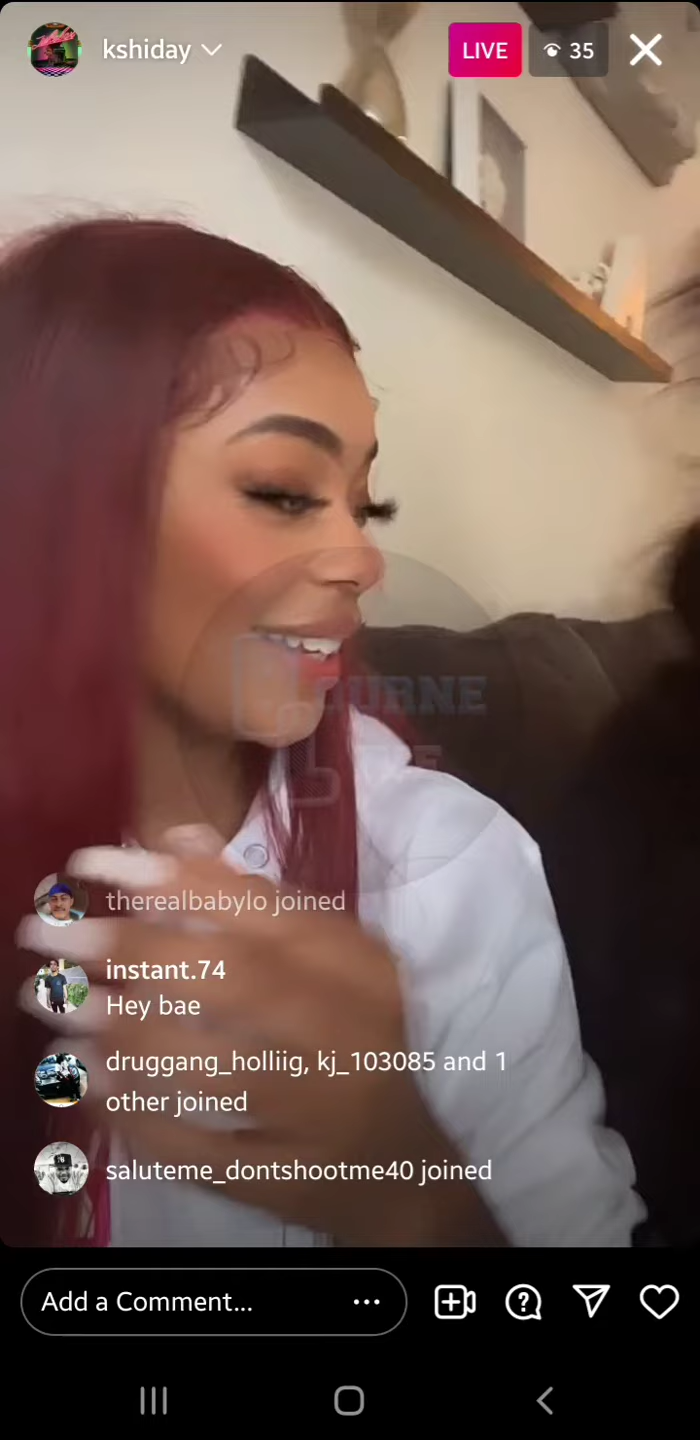 kshiday
LIVE
35
therealbabylo joined
instant.74
Hey bae
druggang_holliig, kj_103085 and 1
other joined
saluteme_dontshootme40 joined
Add a Comment...